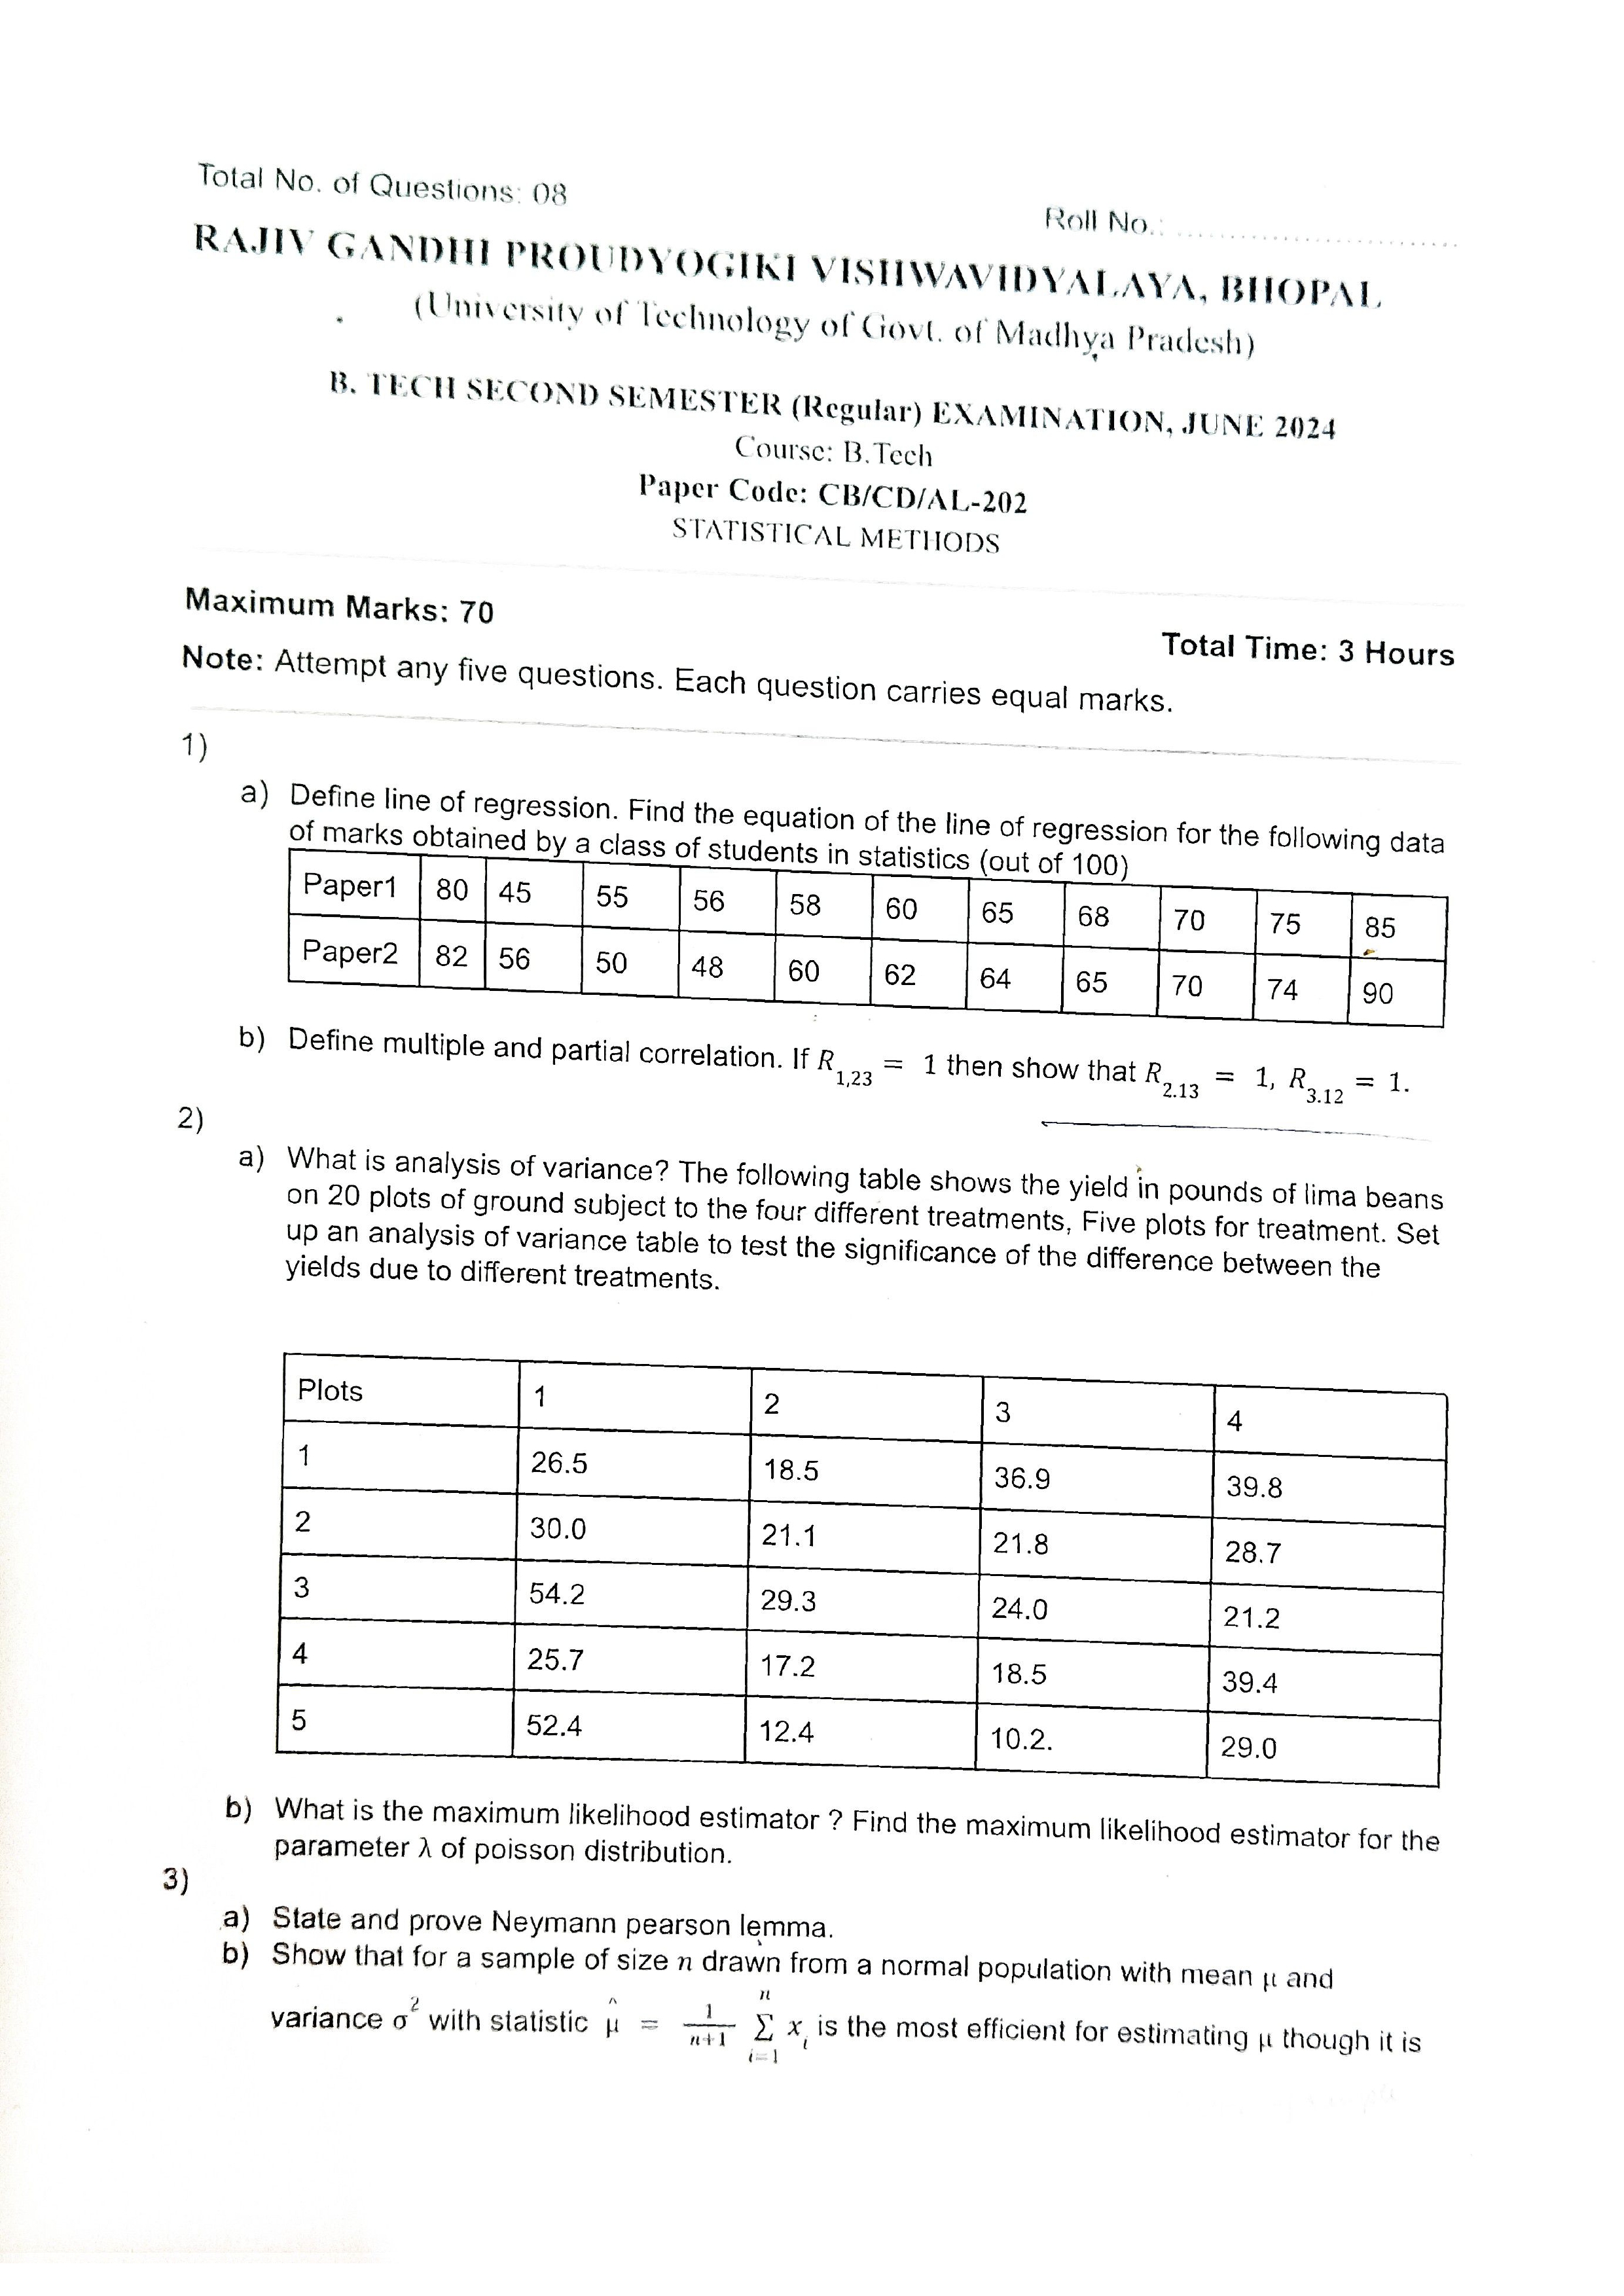 Total No. of Questions: 08
Roll No.: ..............................
RAJIV GANDHI PROUDYOGIKI VISHWAVIDYALAYA, BHOPAL
(University of Technology of Govt. of Madhya Pradesh)
B. TECH SECOND SEMESTER (Regular) EXAMINATION, JUNE 2024
Course: B.Tech
Paper Code: CB/CD/AL-202
STATISTICAL METHODS
Maximum Marks: 70
Total Time: 3 Hours
Note: Attempt any five questions. Each question carries equal marks.
1)
a) Define line of regression. Find the equation of the line of regression for the following data
of marks obtained by a class of students in statistics (out of 100)
Paper1 80 45 55 56 58 60 65 68 70 75 85
Paper2 82 56 50 48 60 62 64 65 70 74 90
b) Define multiple and partial correlation. If R_{1,23} = 1 then show that R_{2.13} = 1, R_{3.12} = 1.
2)
a) What is analysis of variance? The following table shows the yield in pounds of lima beans
on 20 plots of ground subject to the four different treatments, Five plots for treatment. Set
up an analysis of variance table to test the significance of the difference between the
yields due to different treatments.
Plots 1 2 3 4
1 26.5 18.5 36.9 39.8
2 30.0 21.1 21.8 28.7
3 54.2 29.3 24.0 21.2
4 25.7 17.2 18.5 39.4
5 52.4 12.4 10.2. 29.0
b) What is the maximum likelihood estimator ? Find the maximum likelihood estimator for the
parameter λ of poisson distribution.
3)
a) State and prove Neymann pearson lemma.
b) Show that for a sample of size n drawn from a normal population with mean μ and
variance σ² with statistic μ̂ = 1/(n+1) ∑_{i=1}^{n} x_i is the most efficient for estimating μ though it is